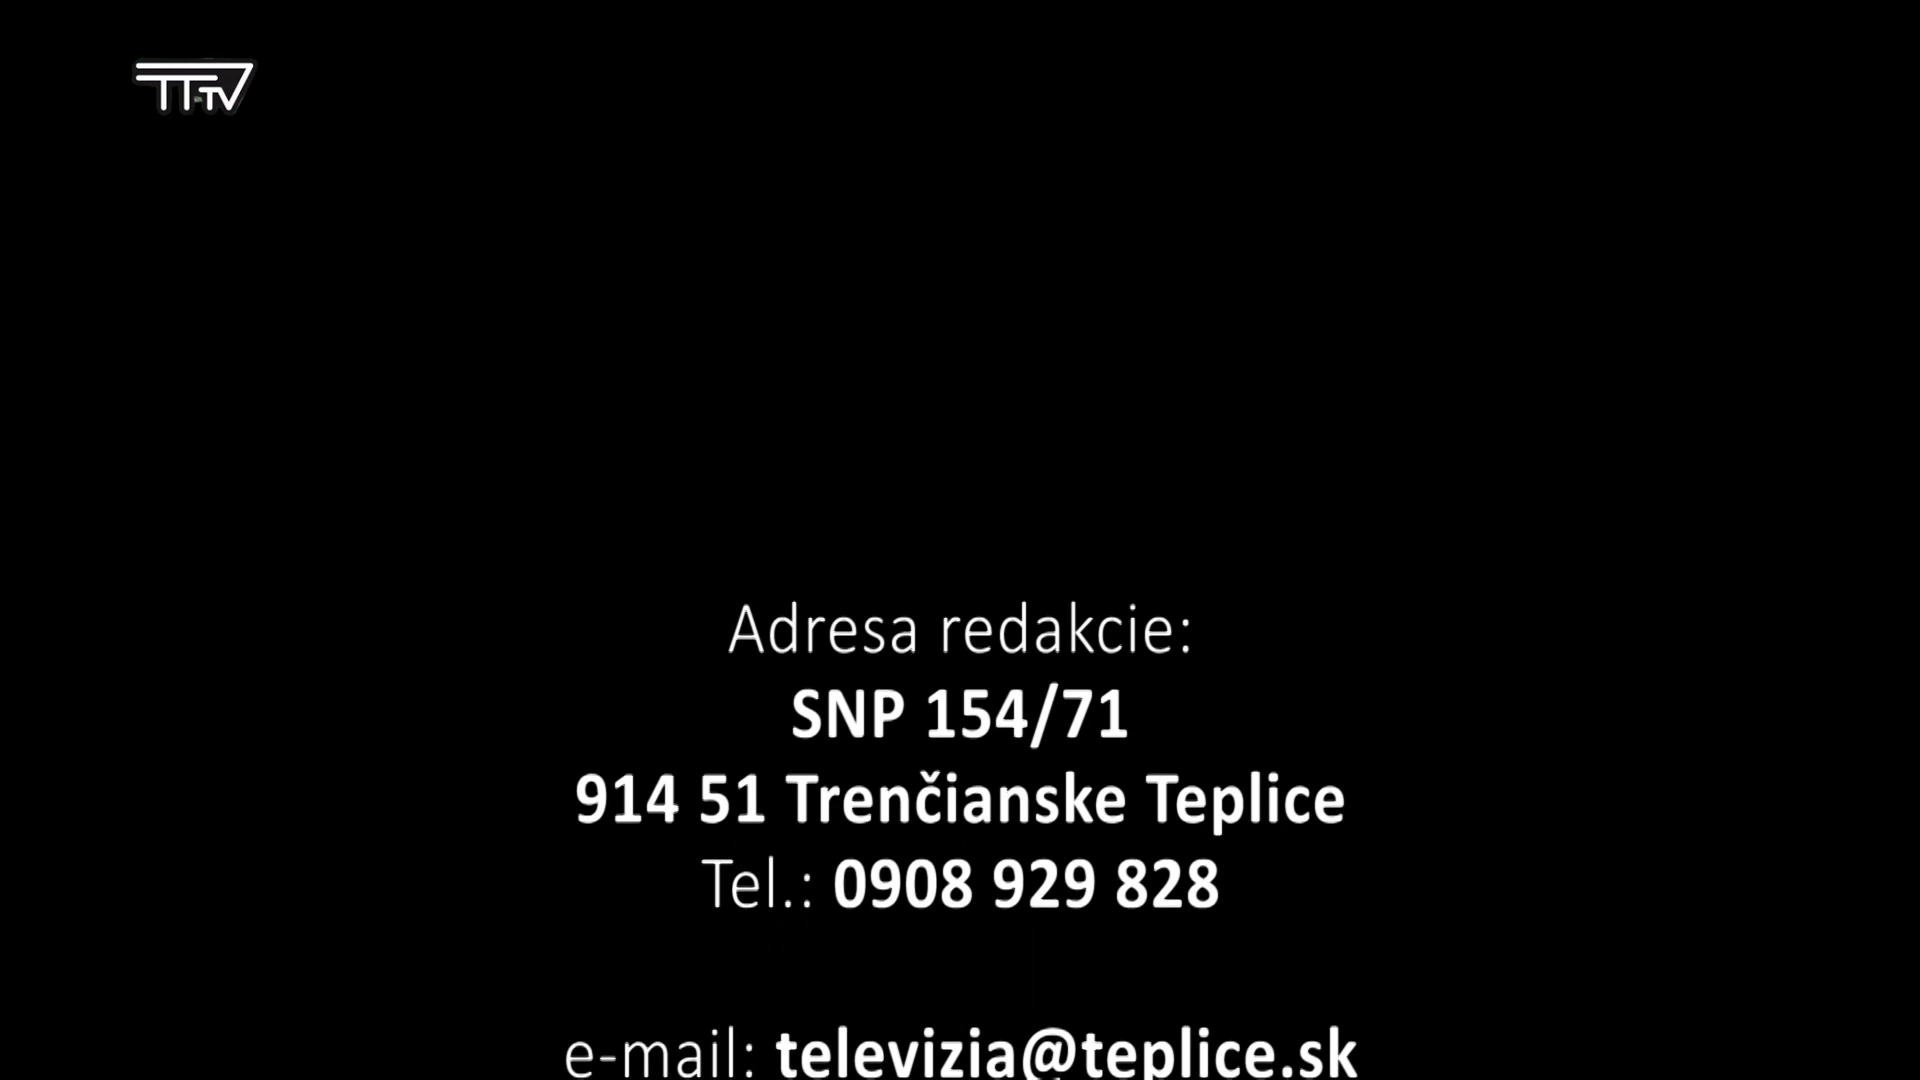 TT TV
Adresa redakcie:
SNP 154/71
914 51 Trenčianske Teplice
Tel.: 0908 929 828
e-mail: televizia@teplice.sk